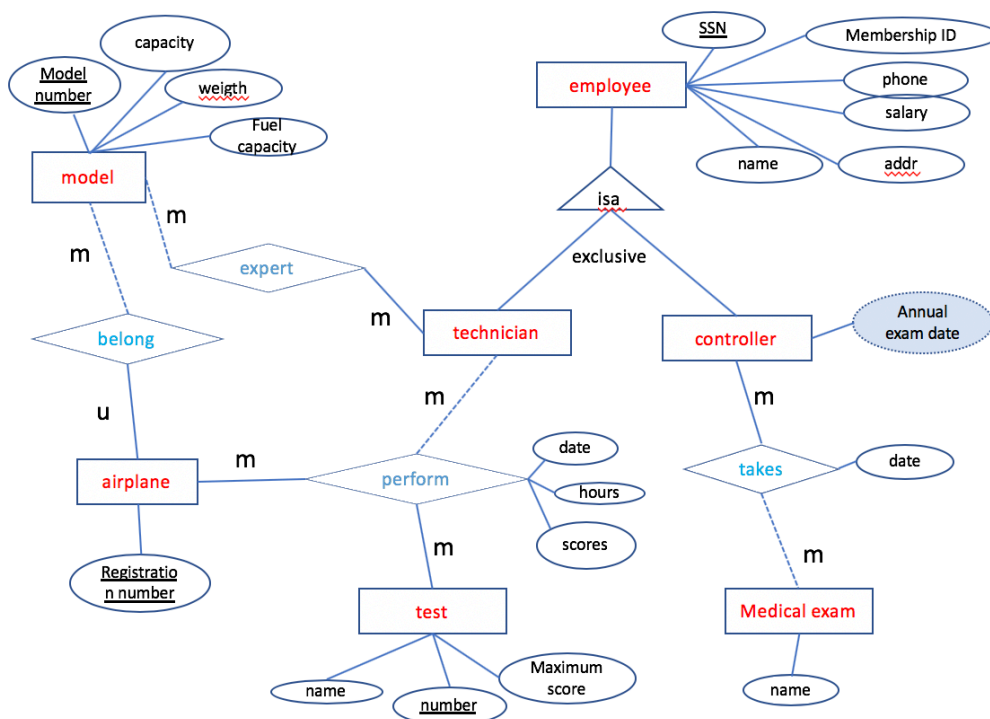 SSN
capacity
Membership ID
Model
number
weigth
employee
phone
salary
Fuel
capacity
name
addr
model
isa
m
m
exclusive
expert
m
Annual
exam date
belong
technician
controller
m
m
u
date
m
airplane
perform
takes
date
hours
scores
m
m
Registratio
n number
test
Medical exam
name
number
Maximum
score
name